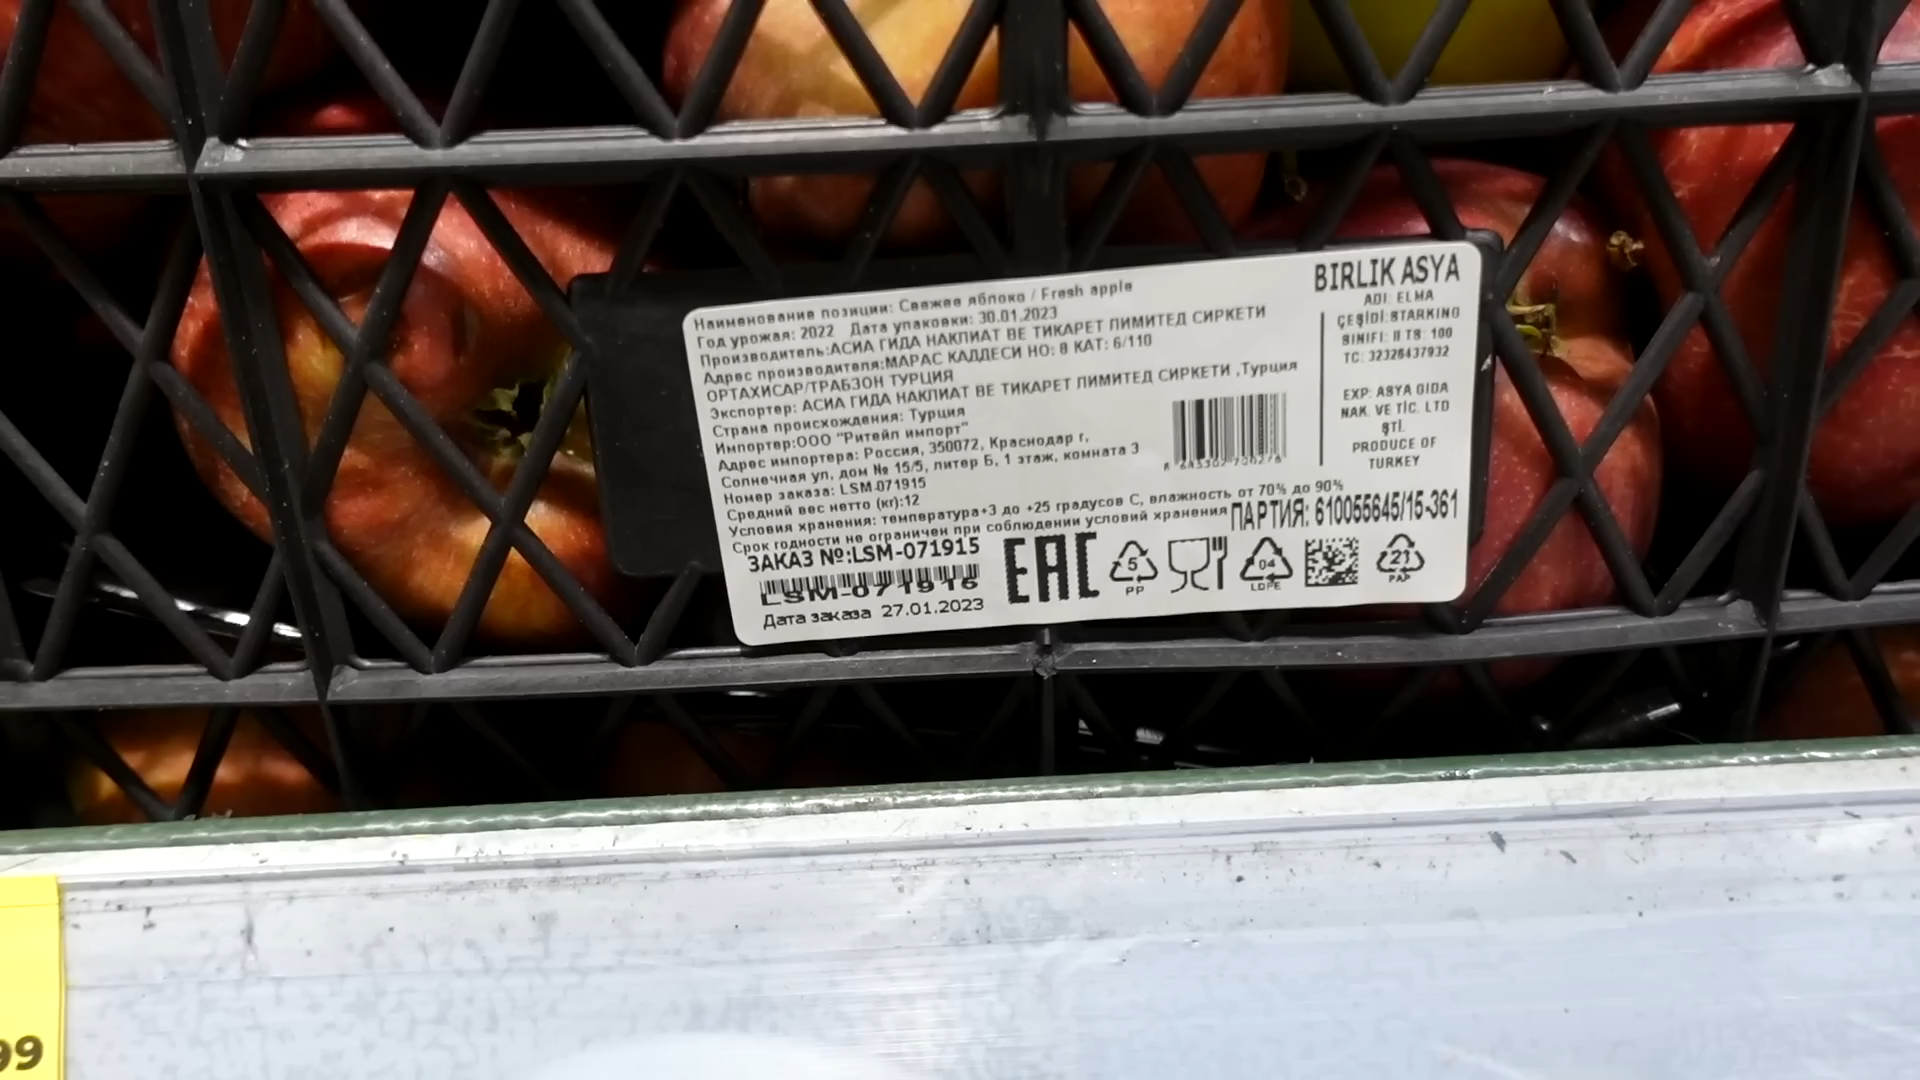 Наименование позиции: Свежее яблоко / Fresh apple
Год урожая: 2022 Дата упаковки: 30.01.2023
Производитель:АСИА ГИДА НАКЛИАТ ВЕ ТИКАРЕТ ЛИМИТЕД СИРКЕТИ
Адрес производителя:МАРАС КАДДЕСИ НО: 8 КАТ: 6/110
ОРТАХИСАР/ТРАБЗОН ТУРЦИЯ
Экспортер: АСИА ГИДА НАКЛИАТ ВЕ ТИКАРЕТ ЛИМИТЕД СИРКЕТИ ,Турция
Страна происхождения: Турция
Импортер:ООО "Ритейл импорт"
Адрес импортера: Россия, 350072, Краснодар г,
Солнечная ул, дом № 15/5, литер Б, 1 этаж, комната 3
Номер заказа: LSM-071915
Средний вес нетто (кг):12
Условия хранения: температура+3 до +25 градусов С, влажность от 70% до 90%
Срок годности не ограничен при соблюдении условий хранения
ПАРТИЯ: 610055645/15-361
ЗАКАЗ №:LSM-071915
LSM-071915
Дата заказа 27.01.2023
EAC
5
PP
04
LDPE
21
PAP
BIRLIK ASYA
ADI: ELMA
ÇEŞİDİ:STARKING
SINIFI: II TS: 100
TC: 32326437932
EXP: ASYA GIDA
NAK. VE TİC. LTD
ŞTİ.
PRODUCE OF
TURKEY
99